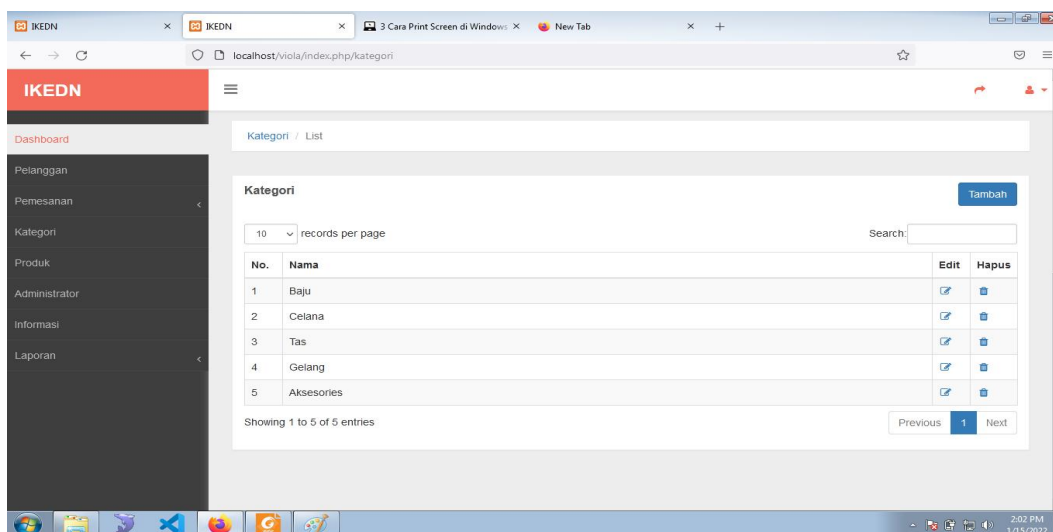 IKEDN
IKEDN
3 Cara Print Screen di Windows
New Tab
localhost/viola/index.php/kategori
IKEDN
Dashboard
Pelanggan
Pemesanan
Kategori
Produk
Administrator
Informasi
Laporan
Kategori / List
Kategori
Tambah
10 records per page
Search:
No. Nama Edit Hapus
1 Baju
2 Celana
3 Tas
4 Gelang
5 Aksesories
Showing 1 to 5 of 5 entries
Previous 1 Next
2:02 PM
1/15/2022